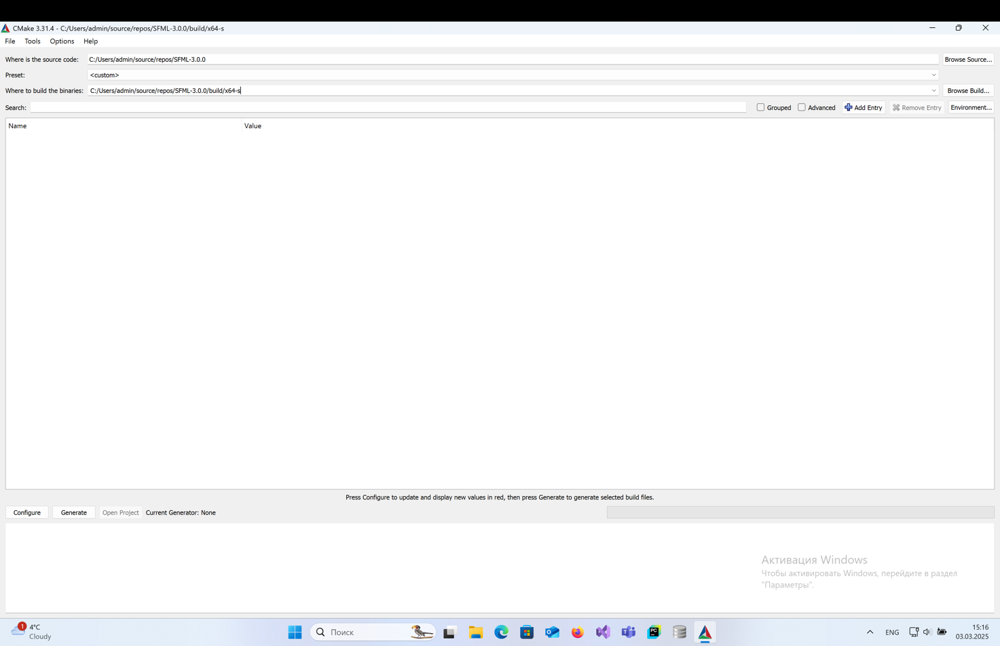 CMake 3.31.4 - C:/Users/admin/source/repos/SFML-3.0.0/build/x64-s
File Tools Options Help
Where is the source code: C:/Users/admin/source/repos/SFML-3.0.0 Browse Source...
Preset: <custom>
Where to build the binaries: C:/Users/admin/source/repos/SFML-3.0.0/build/x64-s Browse Build...
Search: Grouped Advanced Add Entry Remove Entry Environment...
Name Value
Press Configure to update and display new values in red, then press Generate to generate selected build files.
Configure Generate Open Project Current Generator: None
Активация Windows
Чтобы активировать Windows, перейдите в раздел
"Параметры".
1 4°C
Cloudy
Поиск
PC
ENG
15:16
03.03.2025